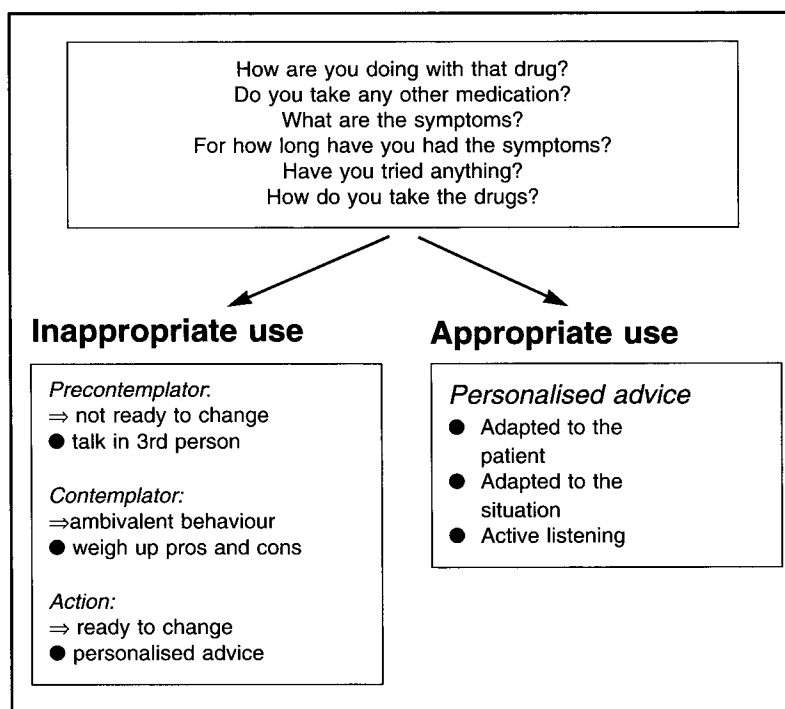 How are you doing with that drug?
Do you take any other medication?
What are the symptoms?
For how long have you had the symptoms?
Have you tried anything?
How do you take the drugs?
Inappropriate use
Precontemplator:
⇒ not ready to change
● talk in 3rd person
Contemplator:
⇒ambivalent behaviour
● weigh up pros and cons
Action:
⇒ ready to change
● personalised advice
Appropriate use
Personalised advice
● Adapted to the
patient
● Adapted to the
situation
● Active listening